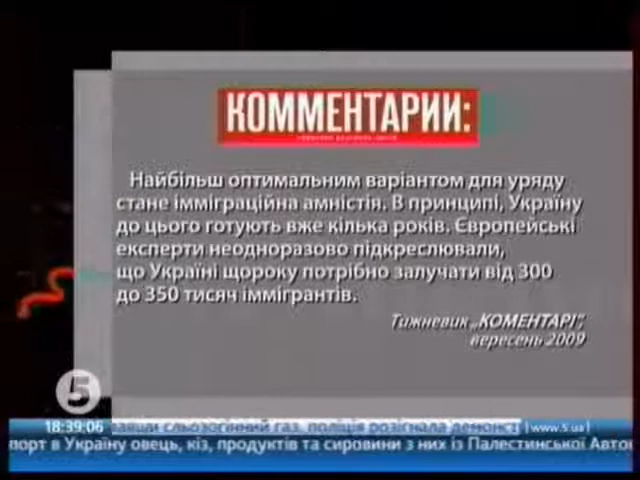 КОММЕНТАРИИ:
Найбільш оптимальним варіантом для уряду
стане імміграційна амністія. В принципі, Україну
до цього готують вже кілька років. Європейські
експерти неодноразово підкреслювали,
що Україні щороку потрібно залучати від 300
до 350 тисяч іммігрантів.
Тижневик „КОМЕНТАРІ”,
вересень 2009
5
18:39:06 сльозогінний газ, поліція розігнала демонст www.5.ua
порт в Україну овець, кіз, продуктів та сировини з них із Палестинської Авто